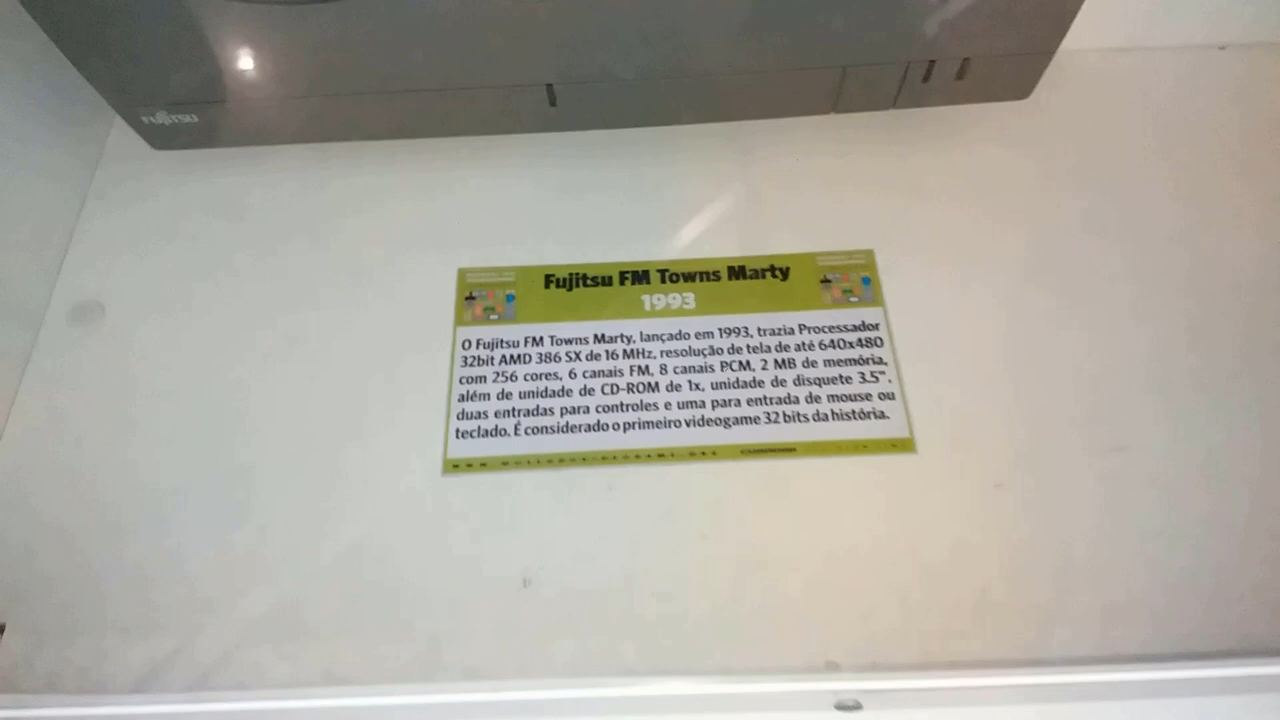 FUJITSU
Fujitsu FM Towns Marty
1993
O Fujitsu FM Towns Marty, lançado em 1993, trazia Processador
32bit AMD 386 SX de 16 MHz, resolução de tela de até 640x480
com 256 cores, 6 canais FM, 8 canais PCM, 2 MB de memória,
além de unidade de CD-ROM de 1x, unidade de disquete 3.5",
duas entradas para controles e uma para entrada de mouse ou
teclado. É considerado o primeiro videogame 32 bits da história.